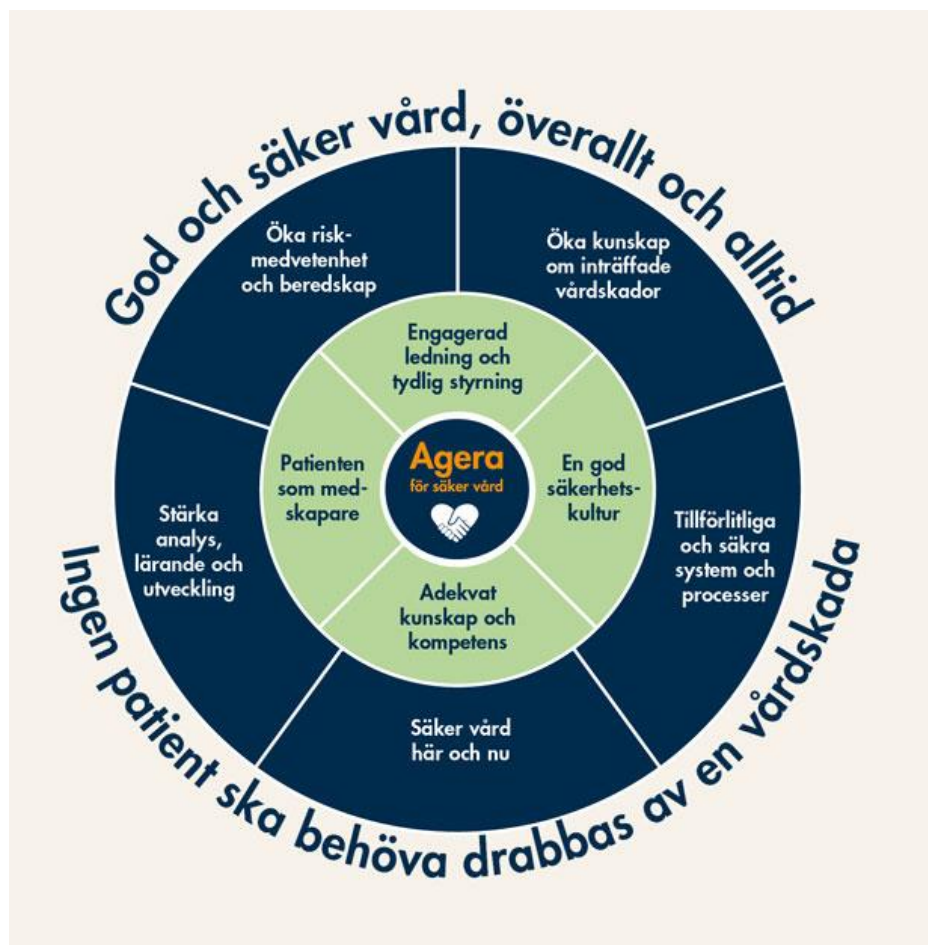 God och säker vård, överallt och alltid
Öka risk-
medvetenhet
och beredskap
Öka kunskap
om inträffade
vårdskador
Engagerad
ledning och
tydlig styrning
Patienten
som med-
skapare
Agera
för säker vård
En god
säkerhets-
kultur
Stärka
analys,
lärande och
utveckling
Tillförlitliga
och säkra
system och
processer
Adekvat
kunskap och
kompetens
Säker vård
här och nu
Ingen patient ska behöva drabbas av en vårdskada